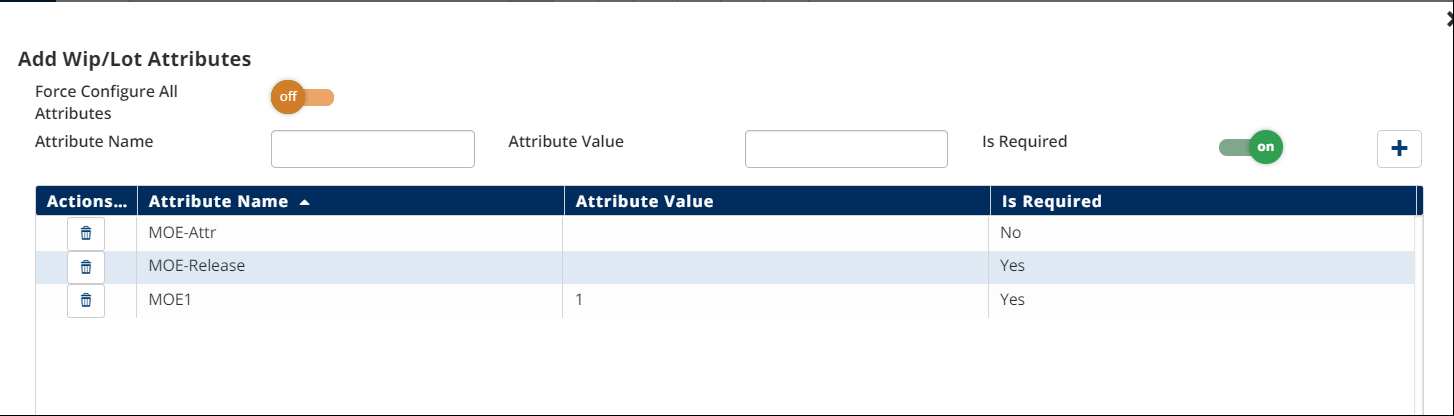 Add Wip/Lot Attributes
Force Configure All
Attributes
off
Attribute Name
Attribute Value
Is Required
on
Actions... Attribute Name Attribute Value Is Required
MOE-Attr No
MOE-Release Yes
MOE1 1 Yes